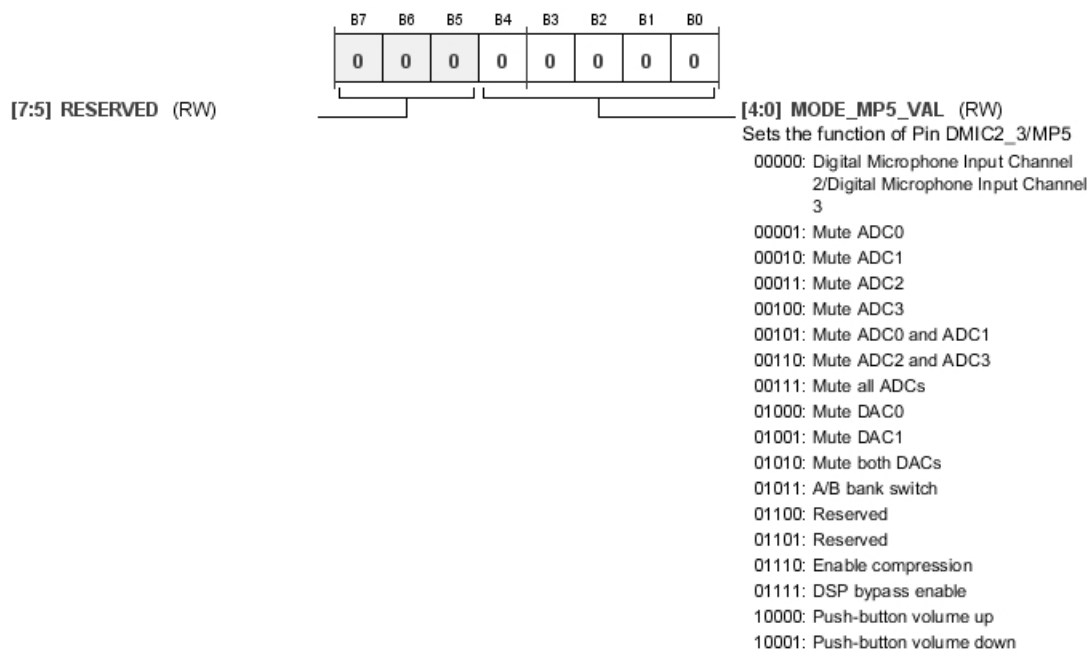 B7 B6 B5 B4 B3 B2 B1 B0
0 0 0 0 0 0 0 0
[7:5] RESERVED (RW)
[4:0] MODE_MP5_VAL (RW)
Sets the function of Pin DMIC2_3/MP5
00000: Digital Microphone Input Channel
2/Digital Microphone Input Channel
3
00001: Mute ADC0
00010: Mute ADC1
00011: Mute ADC2
00100: Mute ADC3
00101: Mute ADC0 and ADC1
00110: Mute ADC2 and ADC3
00111: Mute all ADCs
01000: Mute DAC0
01001: Mute DAC1
01010: Mute both DACs
01011: A/B bank switch
01100: Reserved
01101: Reserved
01110: Enable compression
01111: DSP bypass enable
10000: Push-button volume up
10001: Push-button volume down